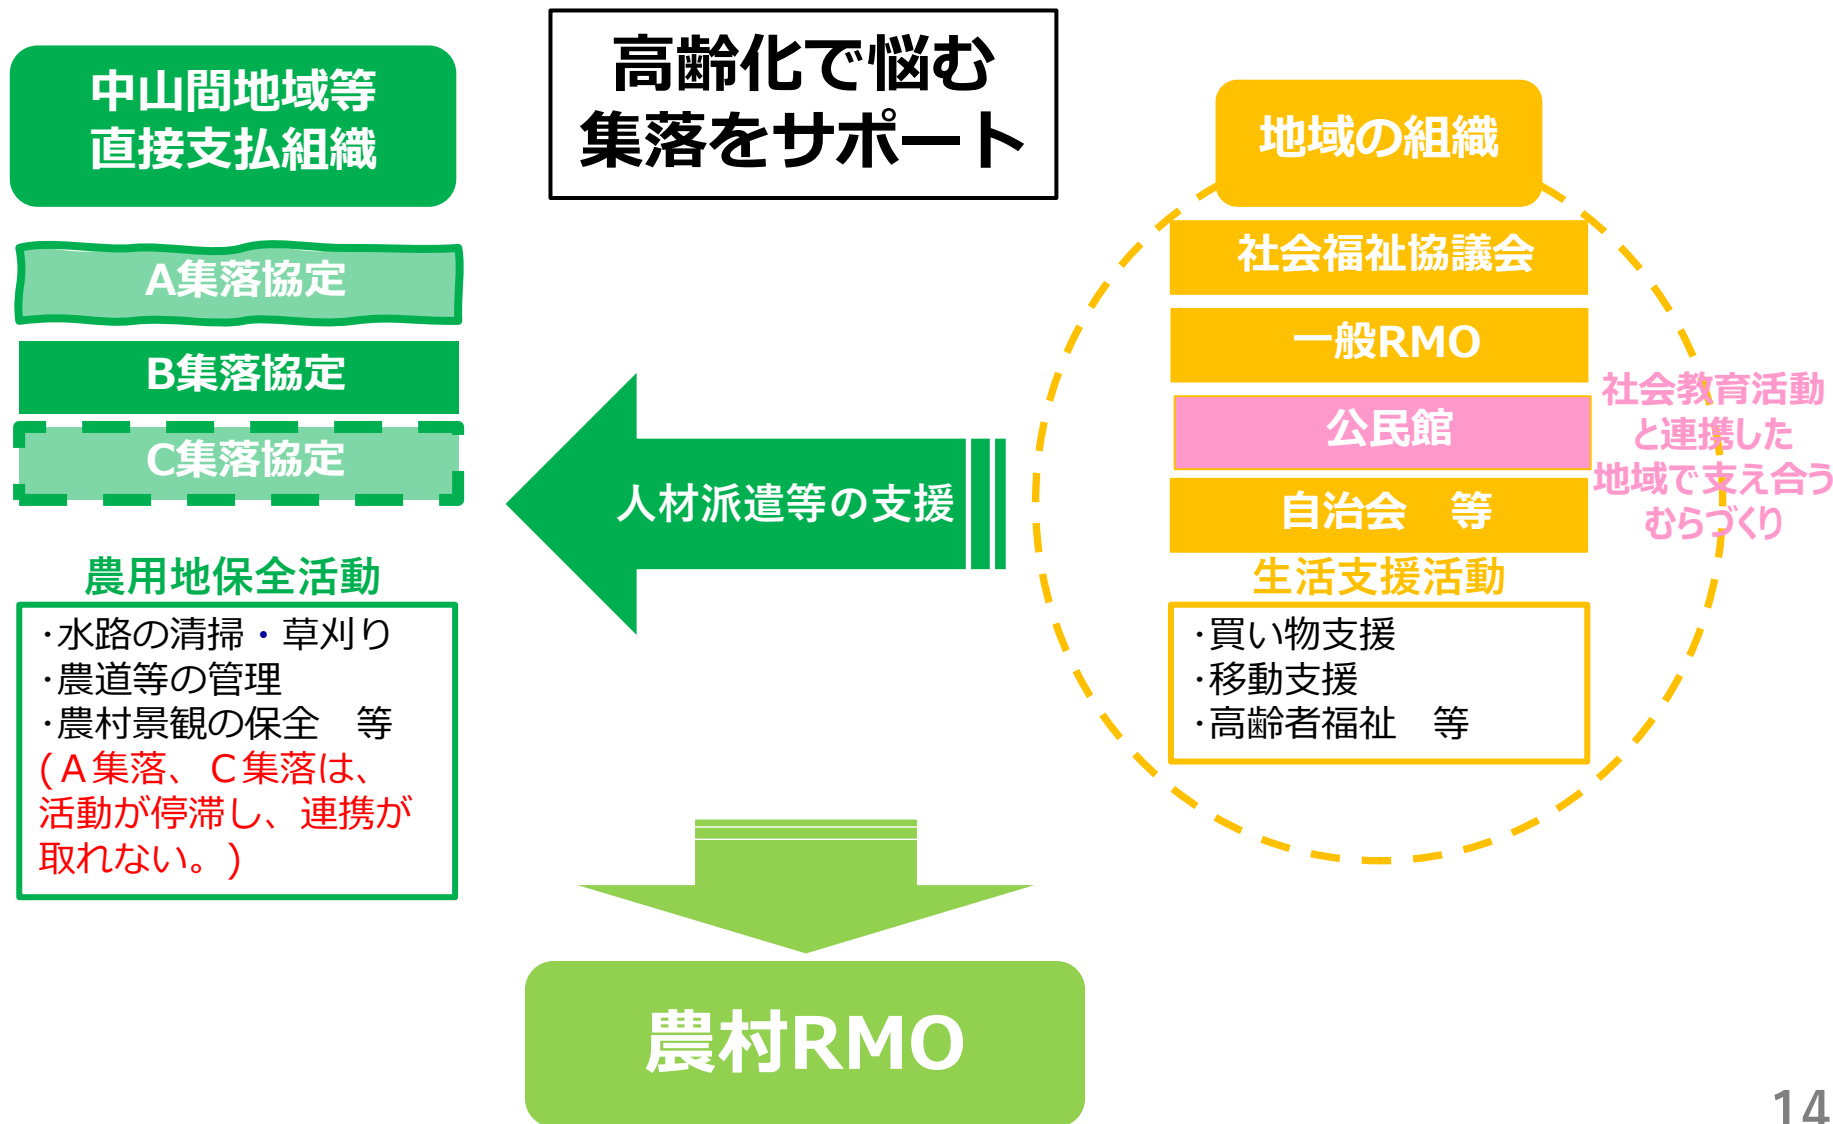 高齢化で悩む
集落をサポート
中山間地域等
直接支払組織
A集落協定
B集落協定
C集落協定
農用地保全活動
･水路の清掃・草刈り
･農道等の管理
･農村景観の保全　等
(Ａ集落、Ｃ集落は、
活動が停滞し、連携が
取れない。)
人材派遣等の支援
地域の組織
社会福祉協議会
一般RMO
公民館
自治会　等
社会教育活動
と連携した
地域で支え合う
むらづくり
生活支援活動
･買い物支援
･移動支援
･高齢者福祉　等
農村RMO
14